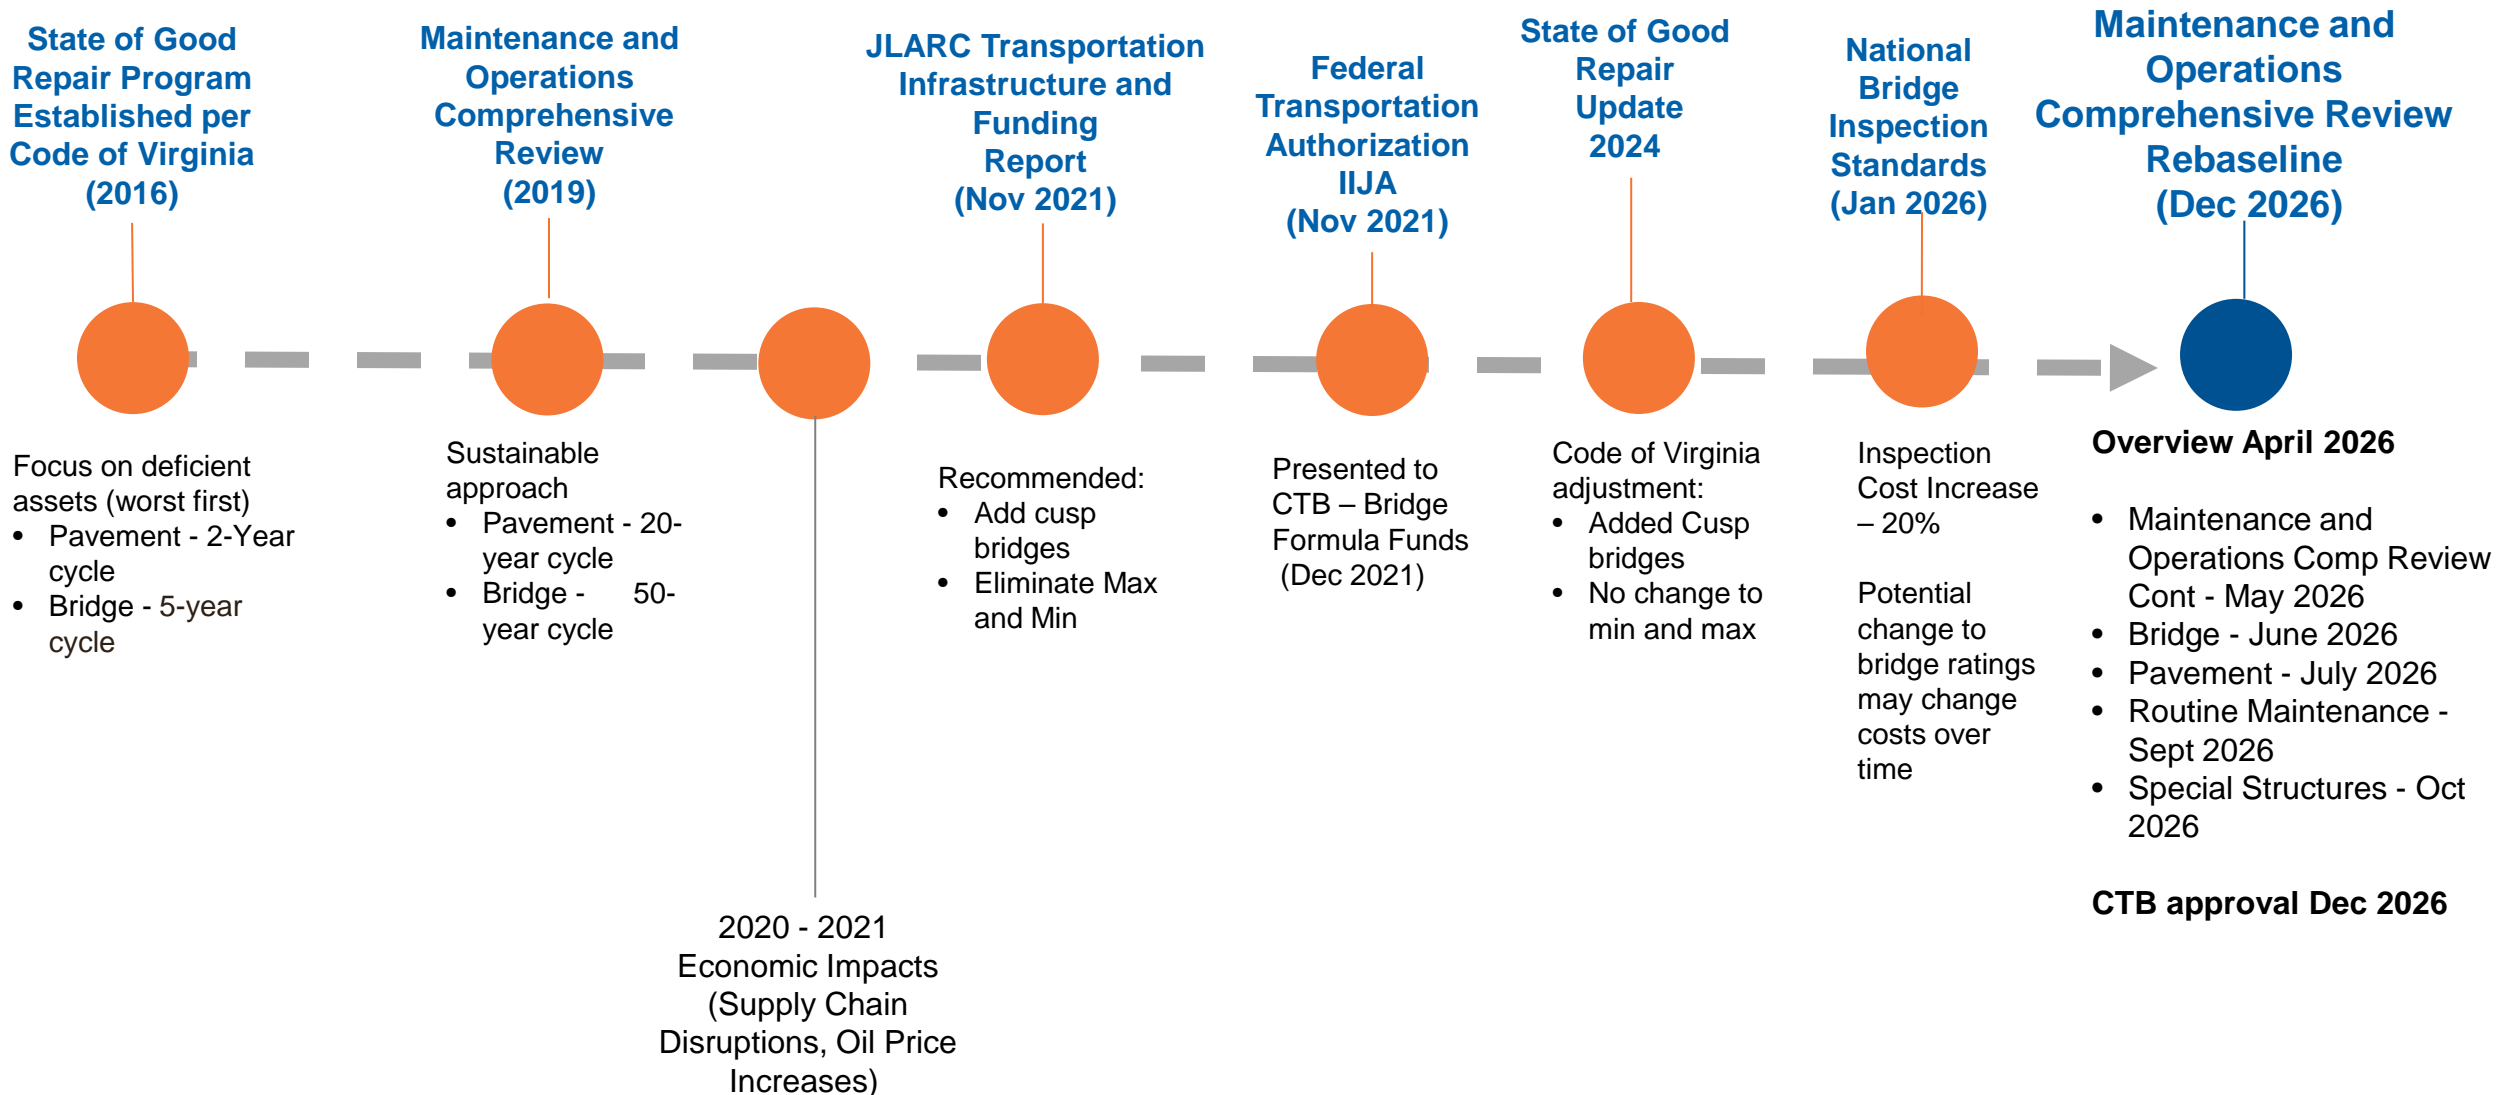 State of Good
Repair Program
Established per
Code of Virginia
(2016)
Focus on deficient
assets (worst first)
• Pavement - 2-Year
cycle
• Bridge - 5-year
cycle
Maintenance and
Operations
Comprehensive
Review
(2019)
Sustainable
approach
• Pavement - 20-
year cycle
• Bridge - 50-
year cycle
2020 - 2021
Economic Impacts
(Supply Chain
Disruptions, Oil Price
Increases)
JLARC Transportation
Infrastructure and
Funding
Report
(Nov 2021)
Recommended:
• Add cusp
bridges
• Eliminate Max
and Min
Federal
Transportation
Authorization
IIJA
(Nov 2021)
Presented to
CTB – Bridge
Formula Funds
(Dec 2021)
State of Good
Repair
Update
2024
Code of Virginia
adjustment:
• Added Cusp
bridges
• No change to
min and max
National
Bridge
Inspection
Standards
(Jan 2026)
Inspection
Cost Increase
– 20%
Potential
change to
bridge ratings
may change
costs over
time
Maintenance and
Operations
Comprehensive Review
Rebaseline
(Dec 2026)
Overview April 2026
• Maintenance and
Operations Comp Review
Cont - May 2026
• Bridge - June 2026
• Pavement - July 2026
• Routine Maintenance -
Sept 2026
• Special Structures - Oct
2026
CTB approval Dec 2026